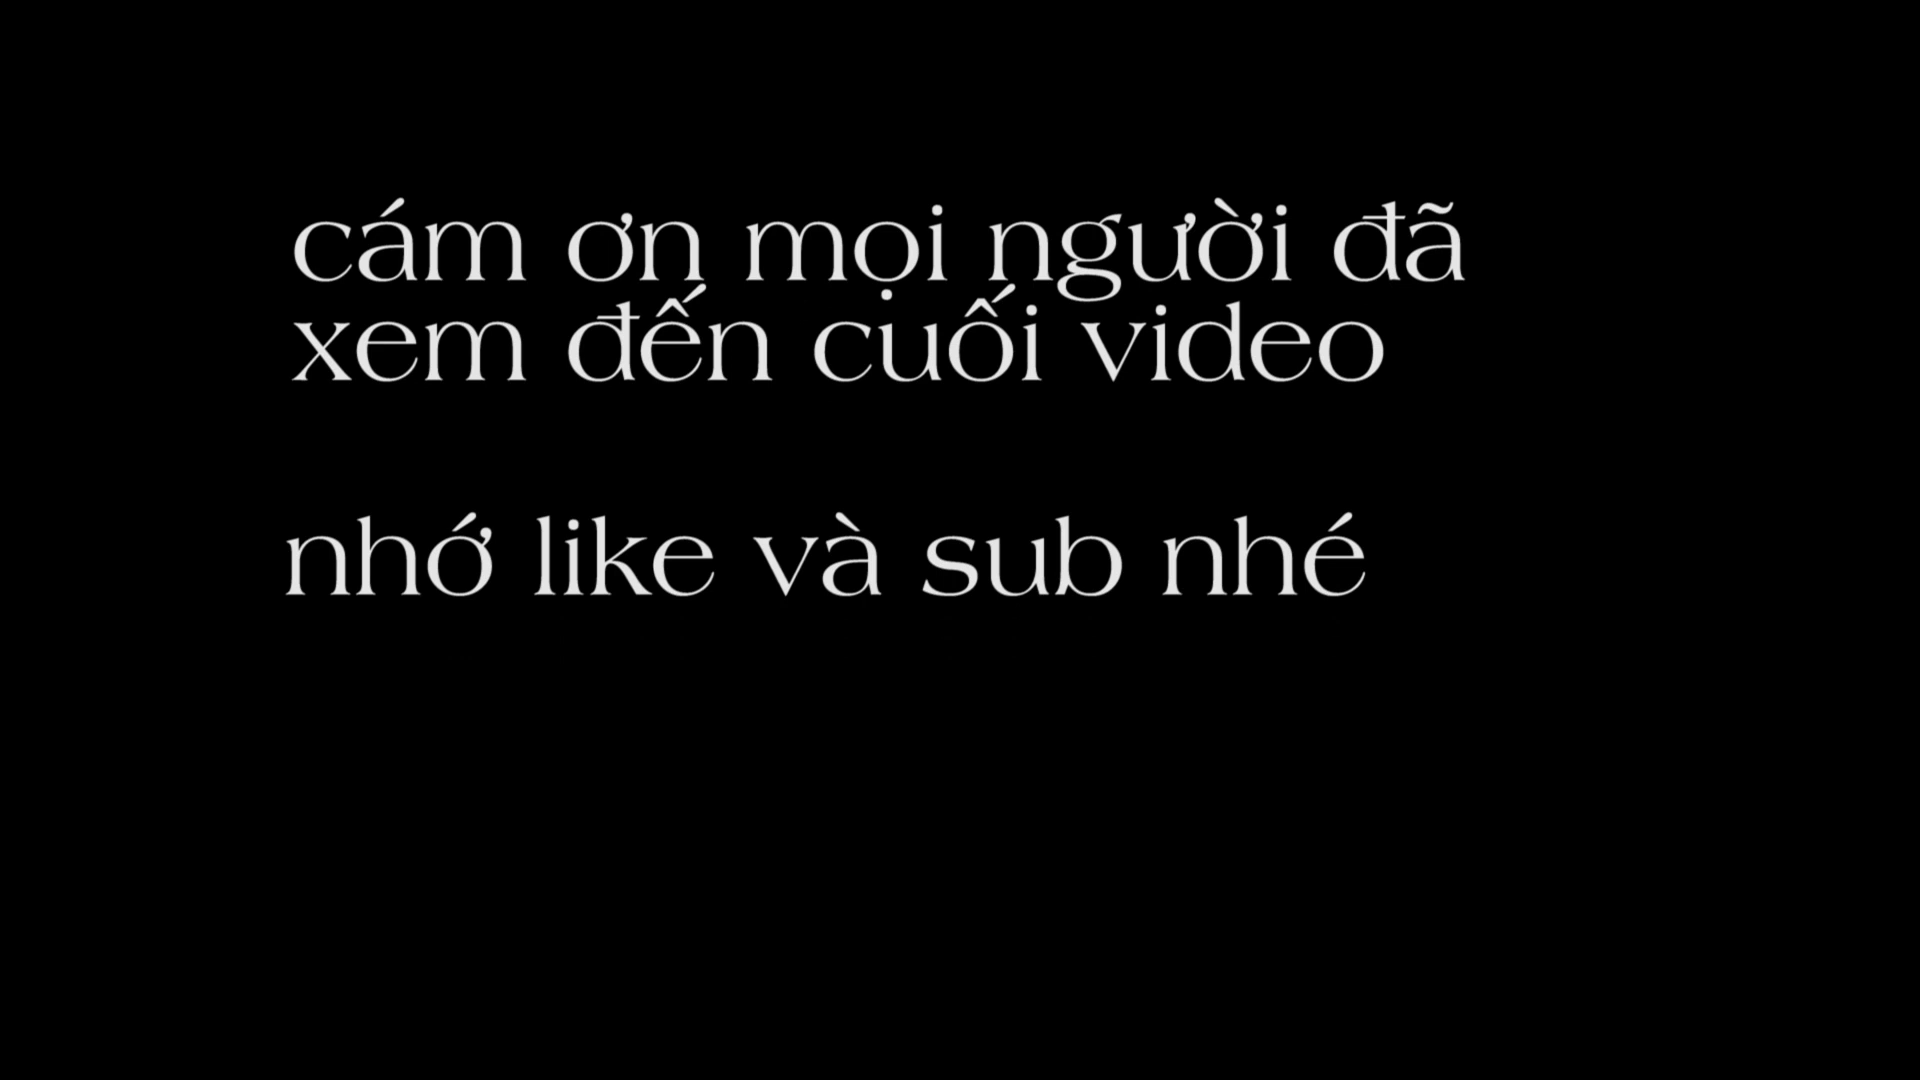 cám ơn mọi người đã
xem đến cuối video
nhớ like và sub nhé